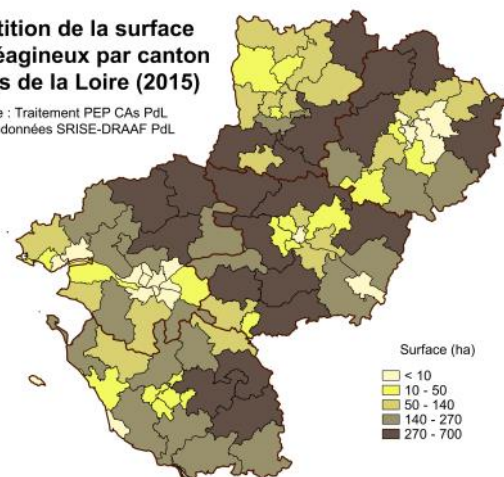 tition de la surface
éagineux par canton
s de la Loire (2015)
e : Traitement PEP CAs PdL
données SRISE-DRAAF PdL
Surface (ha)
< 10
10 - 50
50 - 140
140 - 270
270 - 700